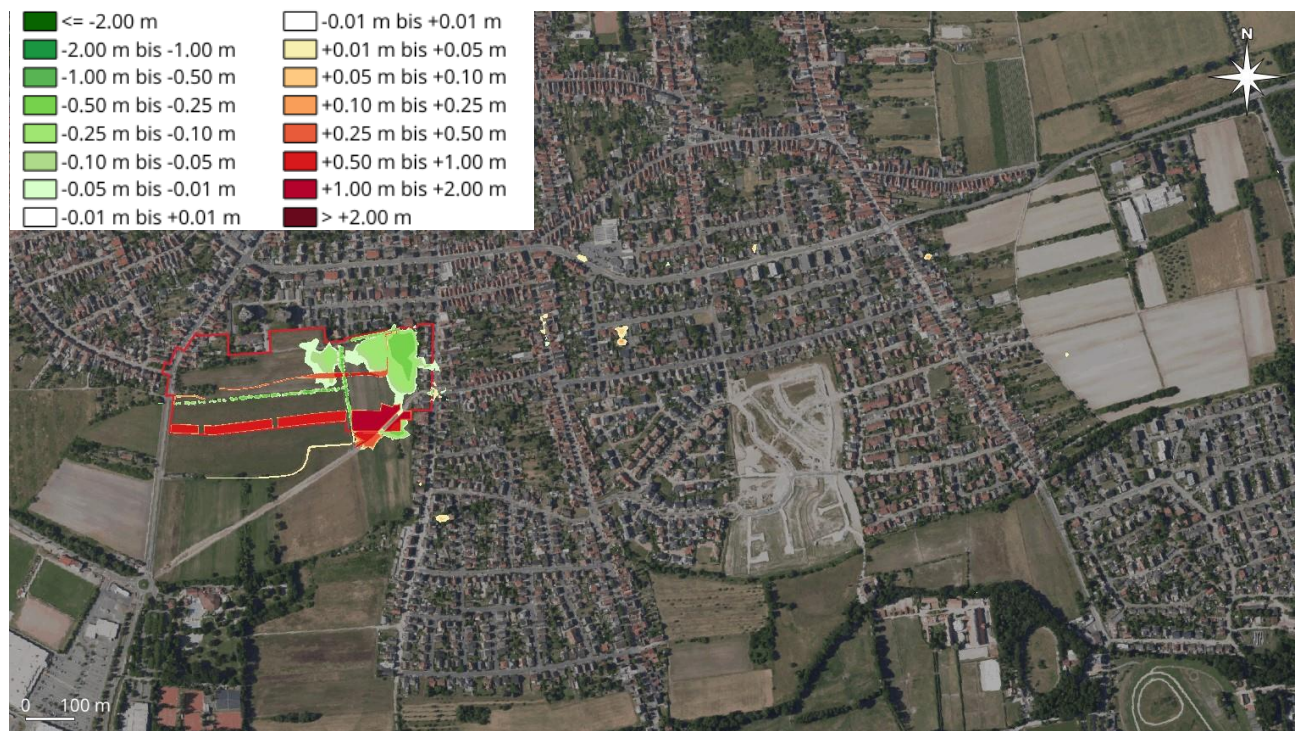 <= -2.00 m
-2.00 m bis -1.00 m
-1.00 m bis -0.50 m
-0.50 m bis -0.25 m
-0.25 m bis -0.10 m
-0.10 m bis -0.05 m
-0.05 m bis -0.01 m
-0.01 m bis +0.01 m
-0.01 m bis +0.01 m
+0.01 m bis +0.05 m
+0.05 m bis +0.10 m
+0.10 m bis +0.25 m
+0.25 m bis +0.50 m
+0.50 m bis +1.00 m
+1.00 m bis +2.00 m
> +2.00 m
N
0 100 m